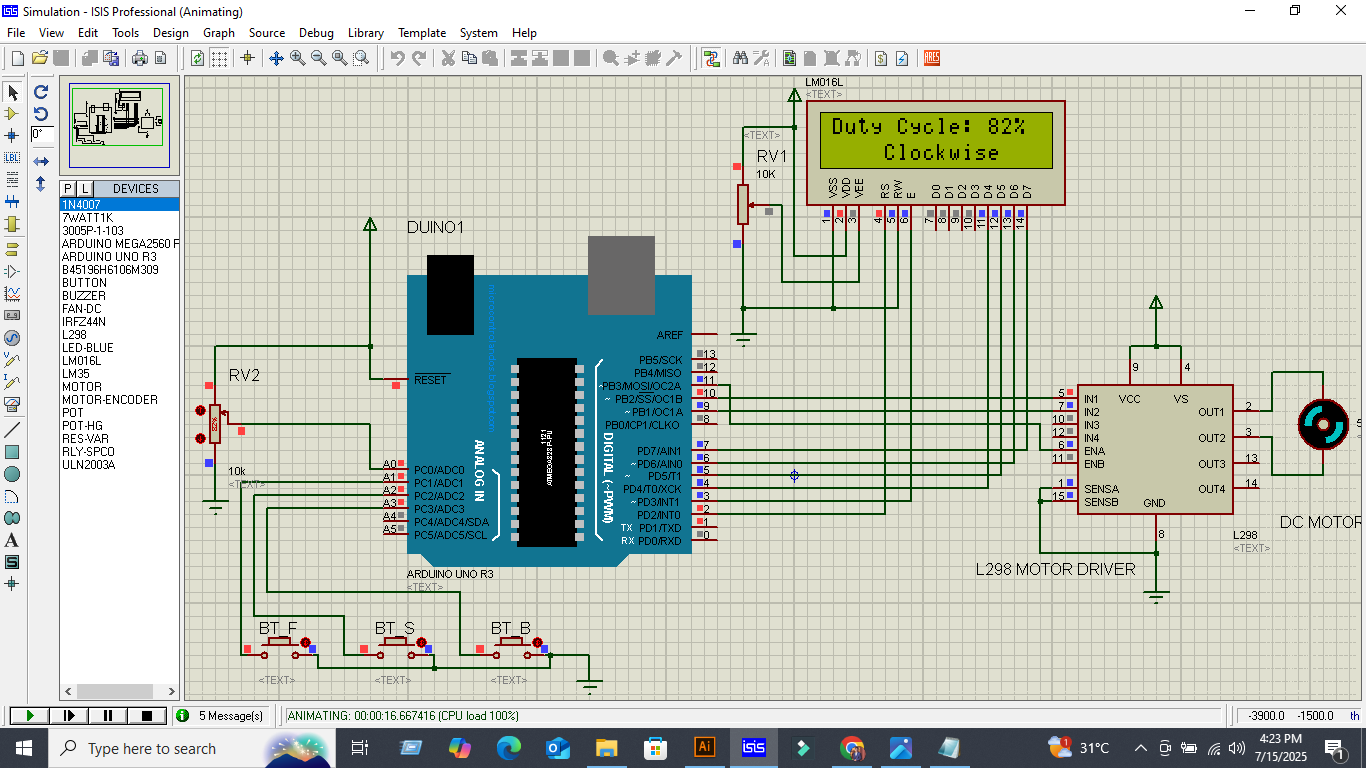 Simulation - ISIS Professional (Animating)
File View Edit Tools Design Graph Source Debug Library Template System Help
LBL
0°
P L DEVICES
1N4007
7WATT1K
3005P-1-103
ARDUINO MEGA2560 F
ARDUINO UNO R3
B45196H6106M309
BUTTON
BUZZER
FAN-DC
IRFZ44N
L298
LED-BLUE
LM016L
LM35
MOTOR
MOTOR-ENCODER
POT
POT-HG
RES-VAR
RLY-SPCO
ULN2003A
LM016L
<TEXT>
Duty Cycle: 82%
Clockwise
VSS VDD VEE RS RW E D0 D1 D2 D3 D4 D5 D6 D7
1 2 3 4 5 6 7 8 9 10 11 12 13 14
<TEXT>
RV1
10K
DUINO1
RESET
AREF
PB5/SCK 13
PB4/MISO 12
~PB3/MOSI/OC2A 11
~ PB2/SS/OC1B 10
~ PB1/OC1A 9
PB0/ICP1/CLKO 8
PD7/AIN1 7
~ PD6/AIN0 6
~ PD5/T1 5
PD4/T0/XCK 4
~ PD3/INT1 3
PD2/INT0 2
TX PD1/TXD 1
RX PD0/RXD 0
DIGITAL (~PWM)
ANALOG IN
1121
ATMEGA328P-PU
A0 PC0/ADC0
A1 PC1/ADC1
A2 PC2/ADC2
A3 PC3/ADC3
A4 PC4/ADC4/SDA
A5 PC5/ADC5/SCL
ARDUINO UNO R3
<TEXT>
RV2
82%
10k
<TEXT>
BT_F
<TEXT>
BT_S
<TEXT>
BT_B
<TEXT>
9 4
VCC VS
5 IN1
7 IN2
10 IN3
12 IN4
6 ENA
11 ENB
1 SENSA
15 SENSB
GND
8
OUT1 2
OUT2 3
OUT3 13
OUT4 14
L298
<TEXT>
L298 MOTOR DRIVER
DC MOTOR
5 Message(s)
ANIMATING: 00:00:16.667416 (CPU load 100%)
-3900.0 -1500.0 th
Type here to search
Ai
isis
1
31°C
4:23 PM
7/15/2025
1